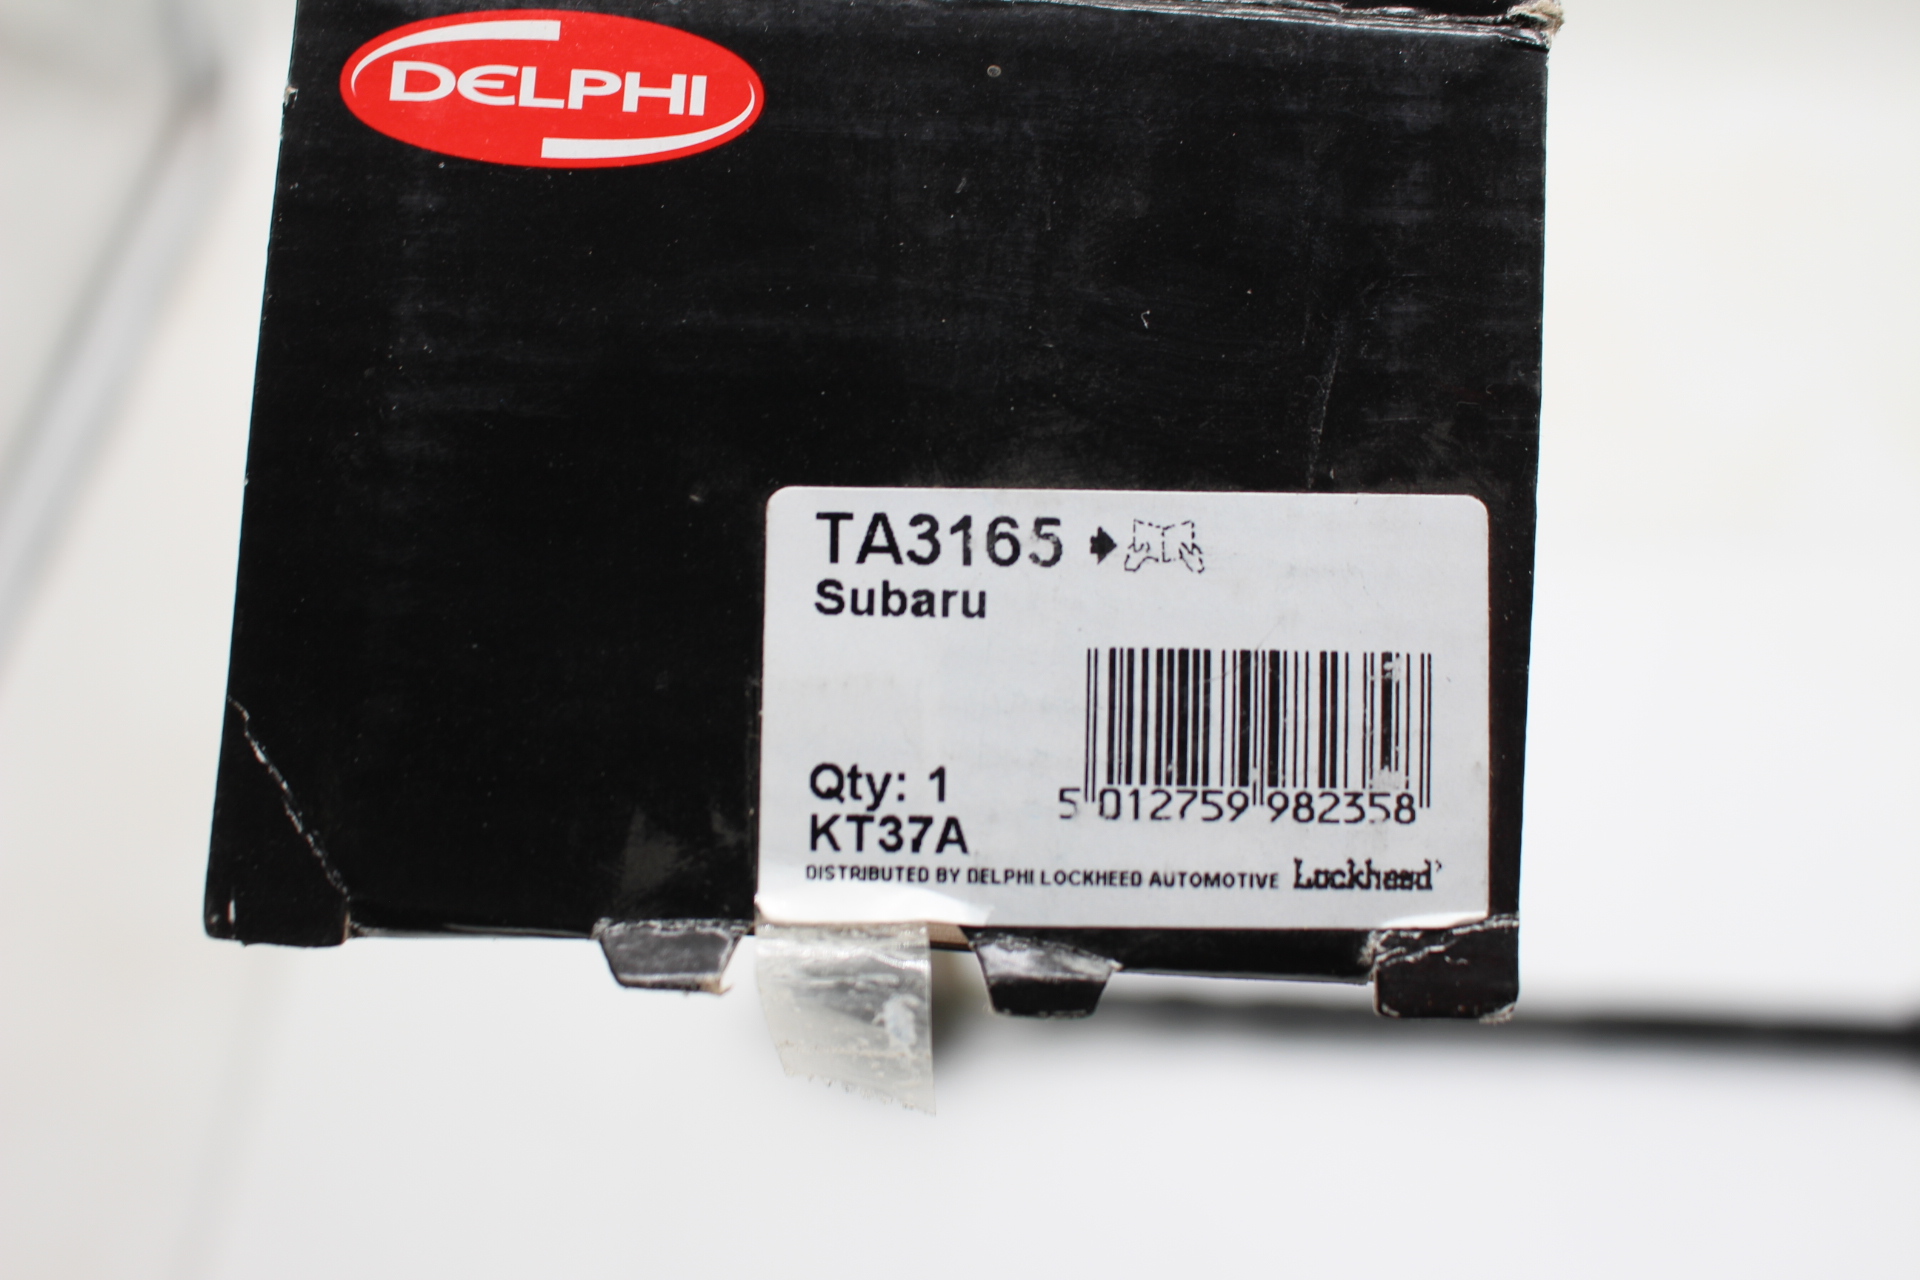 DELPHI
TA3165
Subaru
5 012759 982358
Qty: 1
KT37A
DISTRIBUTED BY DELPHI LOCKHEED AUTOMOTIVE Lockheed